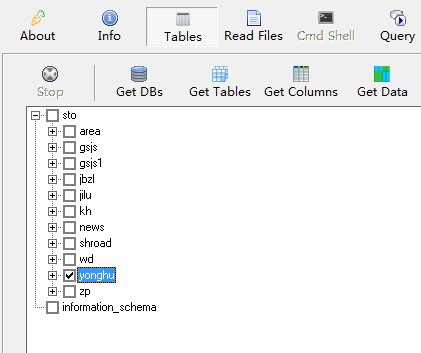 About Info Tables Read Files Cmd Shell Query
Stop Get DBs Get Tables Get Columns Get Data
sto
area
gsjs
gsjs1
jbzl
jilu
kh
news
shroad
wd
yonghu
zp
information_schema